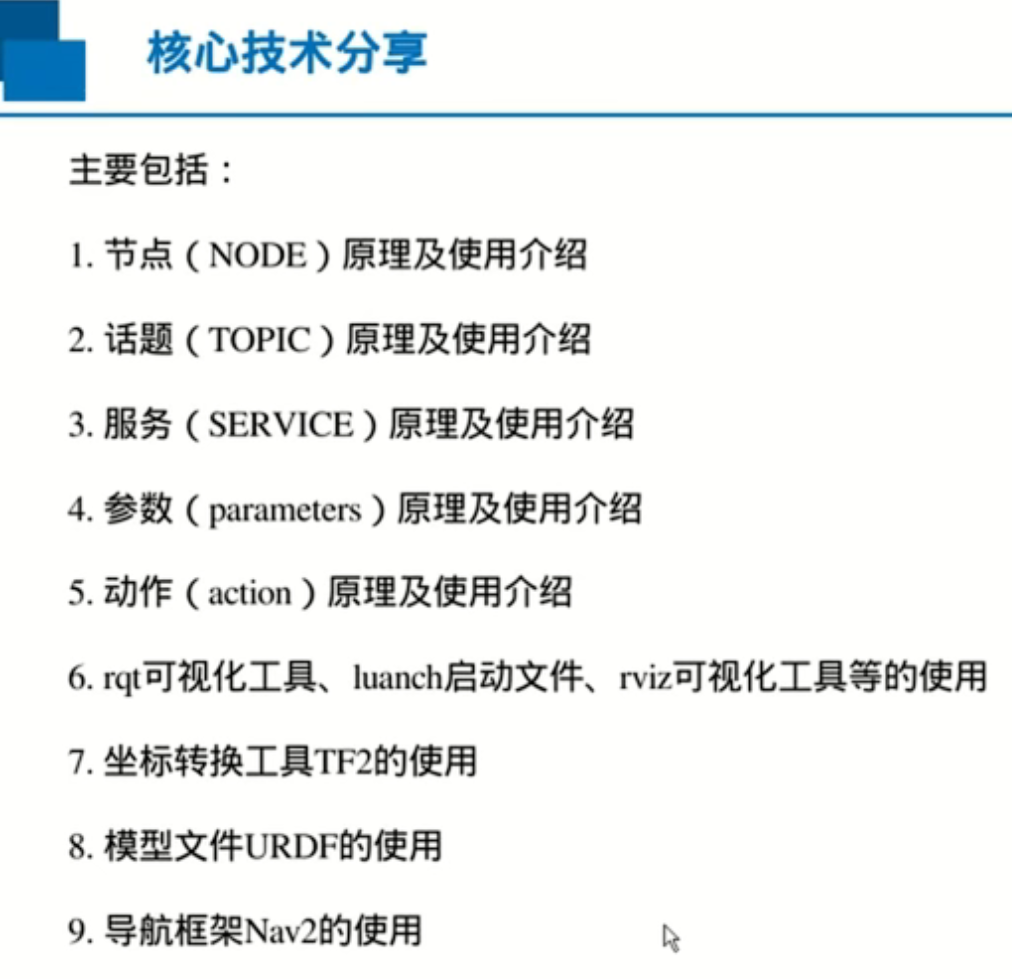 核心技术分享
主要包括：
1. 节点（NODE）原理及使用介绍
2. 话题（TOPIC）原理及使用介绍
3. 服务（SERVICE）原理及使用介绍
4. 参数（parameters）原理及使用介绍
5. 动作（action）原理及使用介绍
6. rqt可视化工具、luanch启动文件、rviz可视化工具等的使用
7. 坐标转换工具TF2的使用
8. 模型文件URDF的使用
9. 导航框架Nav2的使用